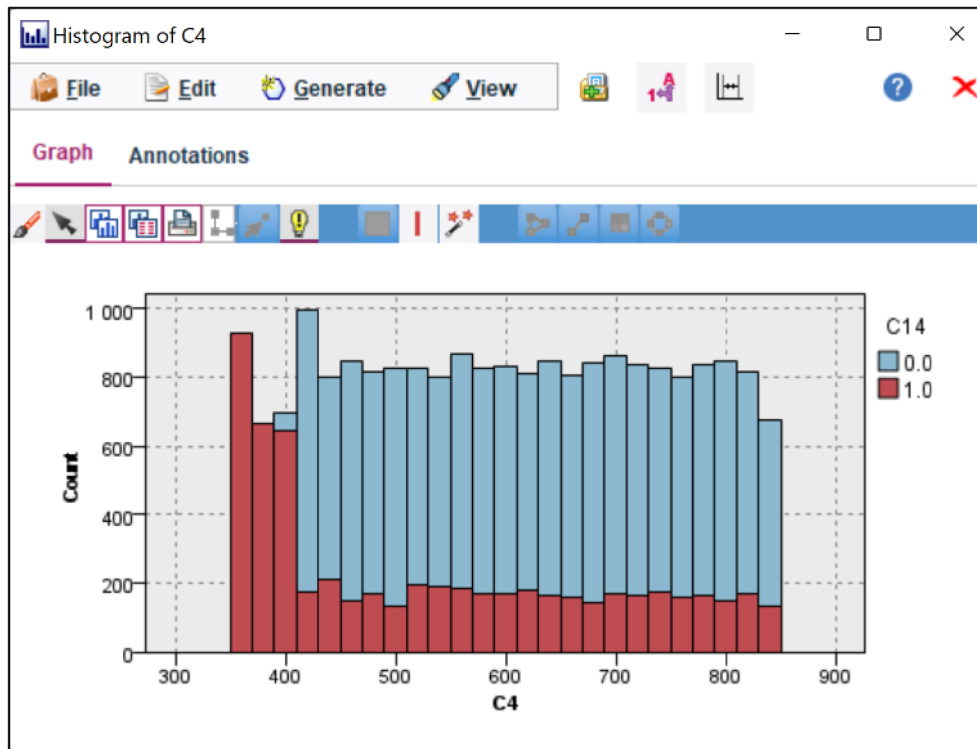 Histogram of C4
File Edit Generate View
Graph Annotations
1 000
800
600
400
200
0
Count
300 400 500 600 700 800 900
C4
C14
0.0
1.0